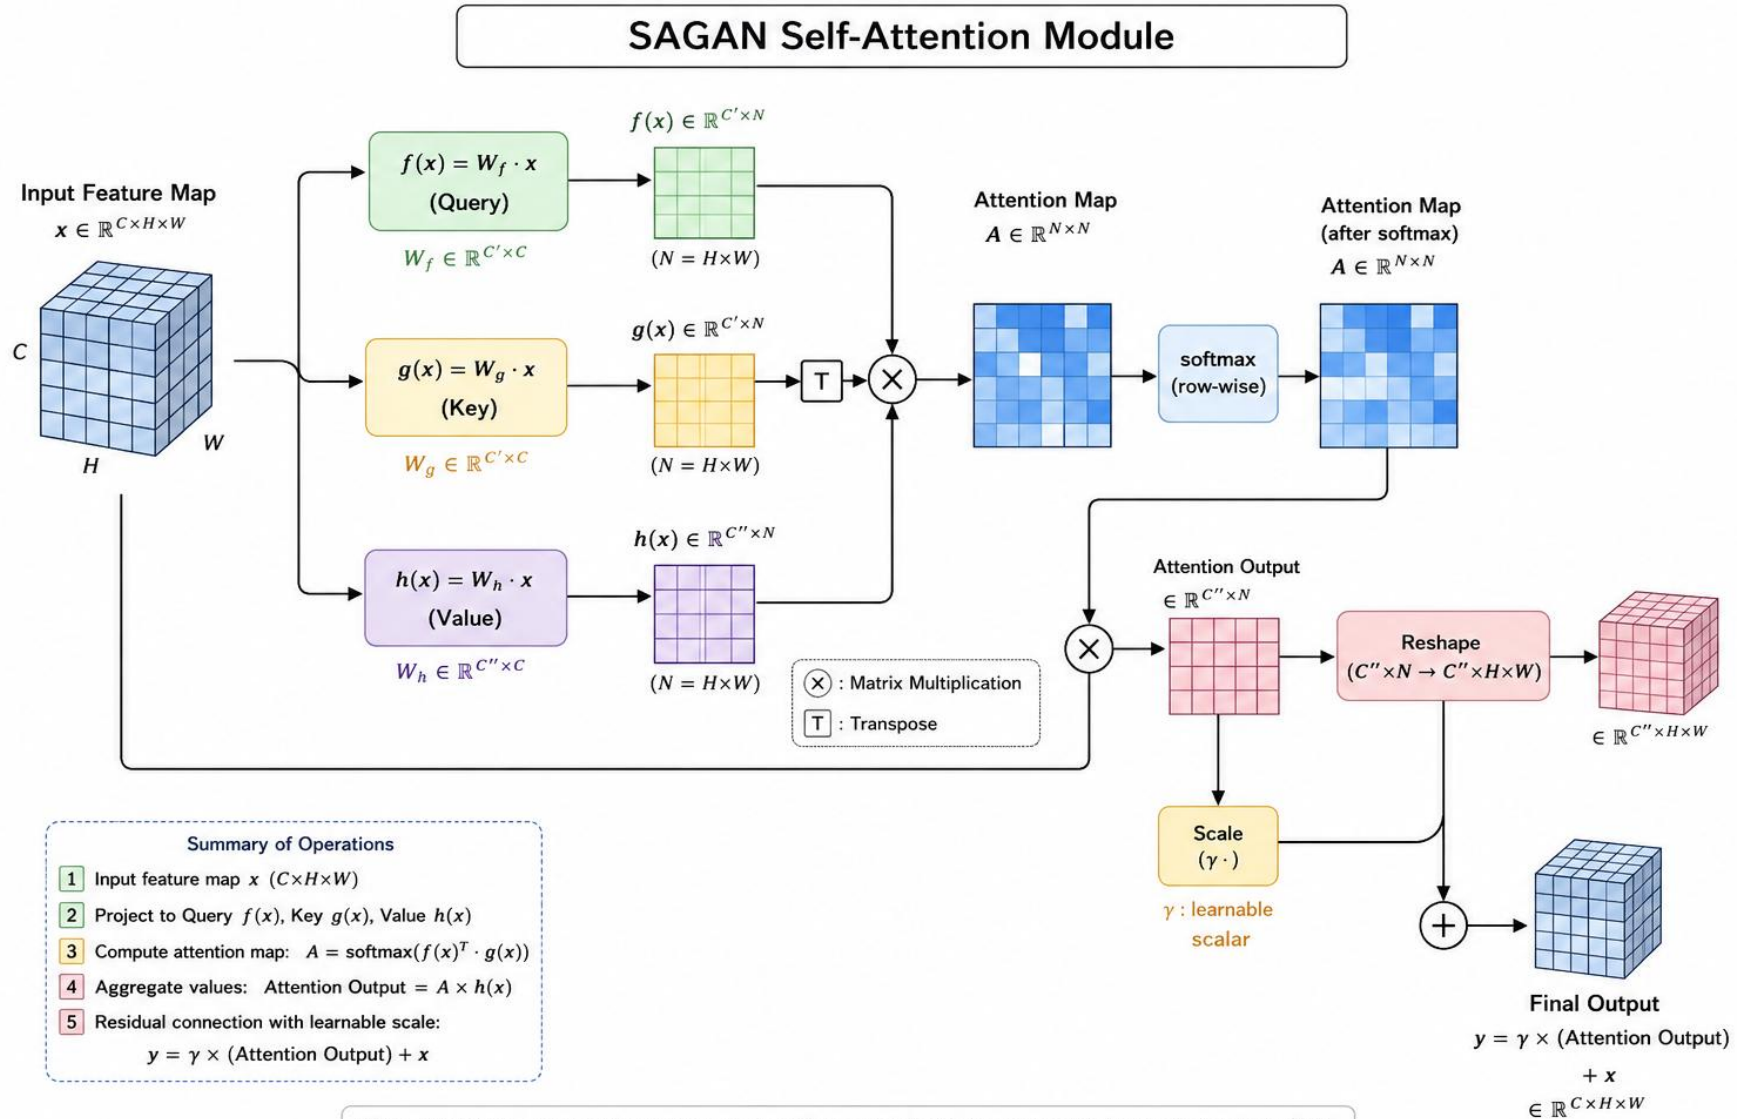 SAGAN Self-Attention Module
Input Feature Map
x ∈ ℝ^{C×H×W}
C
H
W
f(x) = W_f · x
(Query)
W_f ∈ ℝ^{C′×C}
f(x) ∈ ℝ^{C′×N}
(N = H×W)
g(x) = W_g · x
(Key)
W_g ∈ ℝ^{C′×C}
g(x) ∈ ℝ^{C′×N}
(N = H×W)
T
×
h(x) = W_h · x
(Value)
W_h ∈ ℝ^{C″×C}
h(x) ∈ ℝ^{C″×N}
(N = H×W)
Attention Map
A ∈ ℝ^{N×N}
softmax
(row-wise)
Attention Map
(after softmax)
A ∈ ℝ^{N×N}
× : Matrix Multiplication
T : Transpose
×
Attention Output
∈ ℝ^{C″×N}
Reshape
(C″×N → C″×H×W)
∈ ℝ^{C″×H×W}
Scale
(γ ·)
γ : learnable
scalar
+
Final Output
y = γ × (Attention Output)
+ x
∈ ℝ^{C×H×W}
Summary of Operations
1 Input feature map x (C×H×W)
2 Project to Query f(x), Key g(x), Value h(x)
3 Compute attention map: A = softmax(f(x)^T · g(x))
4 Aggregate values: Attention Output = A × h(x)
5 Residual connection with learnable scale:
y = γ × (Attention Output) + x